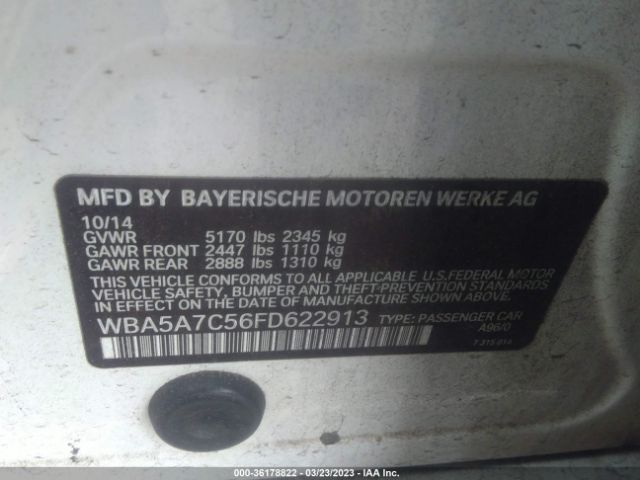 MFD BY BAYERISCHE MOTOREN WERKE AG
10/14
GVWR 5170 lbs 2345 kg
GAWR FRONT 2447 lbs 1110 kg
GAWR REAR 2888 lbs 1310 kg
THIS VEHICLE CONFORMS TO ALL APPLICABLE U.S. FEDERAL MOTOR
VEHICLE SAFETY, BUMPER AND THEFT-PREVENTION STANDARDS
IN EFFECT ON THE DATE OF MANUFACTURE SHOWN ABOVE.
WBA5A7C56FD622913 TYPE: PASSENGER CAR
A96/0
7 315 014
000-36178822 - 03/23/2023 - IAA Inc.